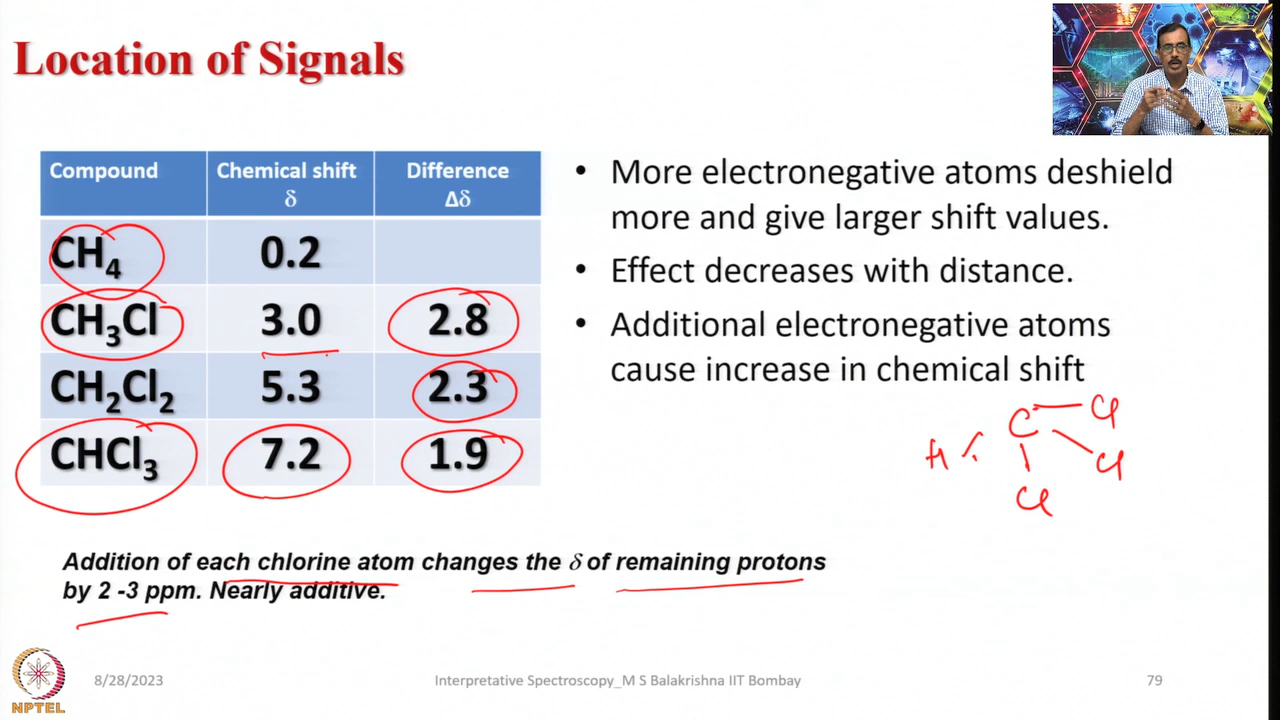 Location of Signals
Compound Chemical shift δ Difference Δδ
CH4 0.2
CH3Cl 3.0 2.8
CH2Cl2 5.3 2.3
CHCl3 7.2 1.9
• More electronegative atoms deshield
more and give larger shift values.
• Effect decreases with distance.
• Additional electronegative atoms
cause increase in chemical shift
C Cl
H Cl
Cl
Addition of each chlorine atom changes the δ of remaining protons
by 2 -3 ppm. Nearly additive.
NPTEL
8/28/2023
Interpretative Spectroscopy_M S Balakrishna IIT Bombay
79